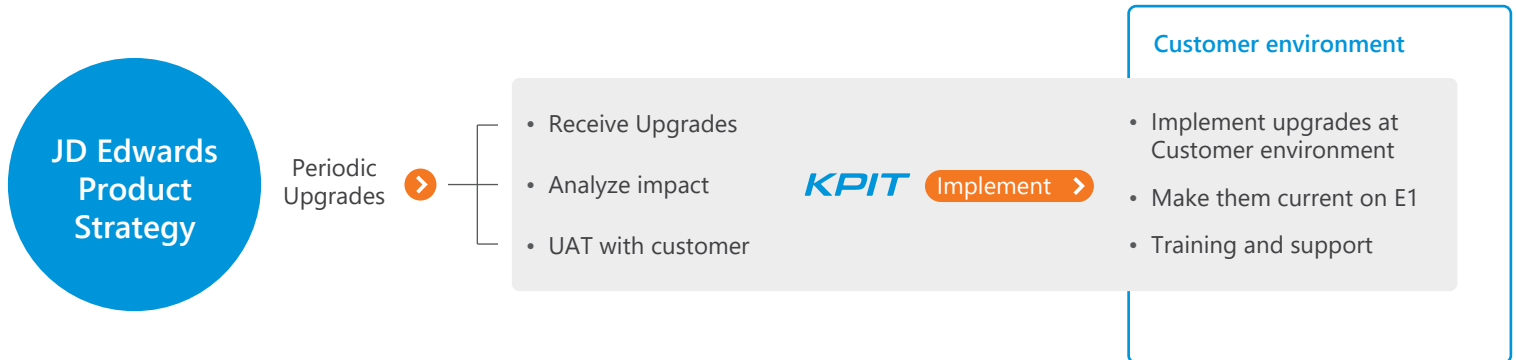 JD Edwards
Product
Strategy
Periodic
Upgrades
• Receive Upgrades
• Analyze impact
• UAT with customer
KPIT
Implement
Customer environment
• Implement upgrades at
Customer environment
• Make them current on E1
• Training and support